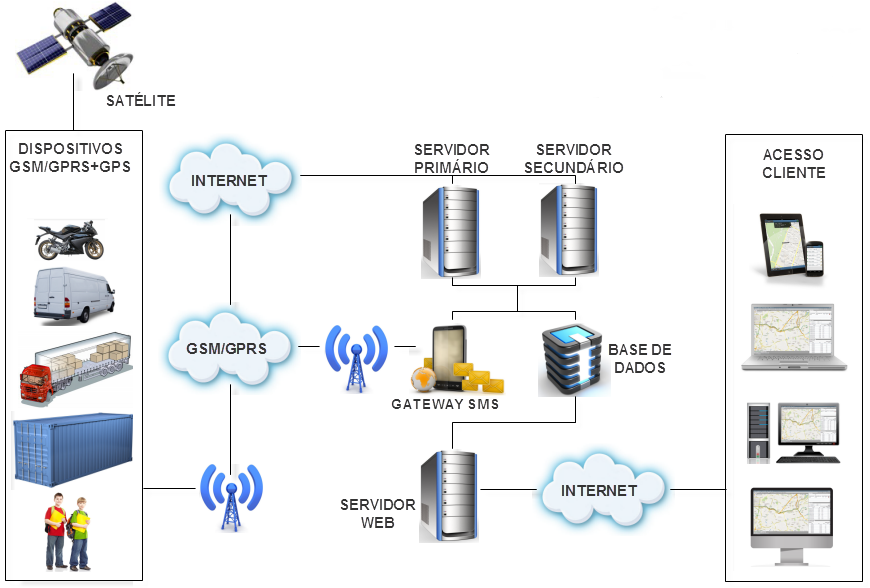 SATÉLITE
DISPOSITIVOS
GSM/GPRS+GPS
INTERNET
SERVIDOR
PRIMÁRIO
SERVIDOR
SECUNDÁRIO
ACESSO
CLIENTE
GSM/GPRS
GATEWAY SMS
BASE DE
DADOS
SERVIDOR
WEB
INTERNET